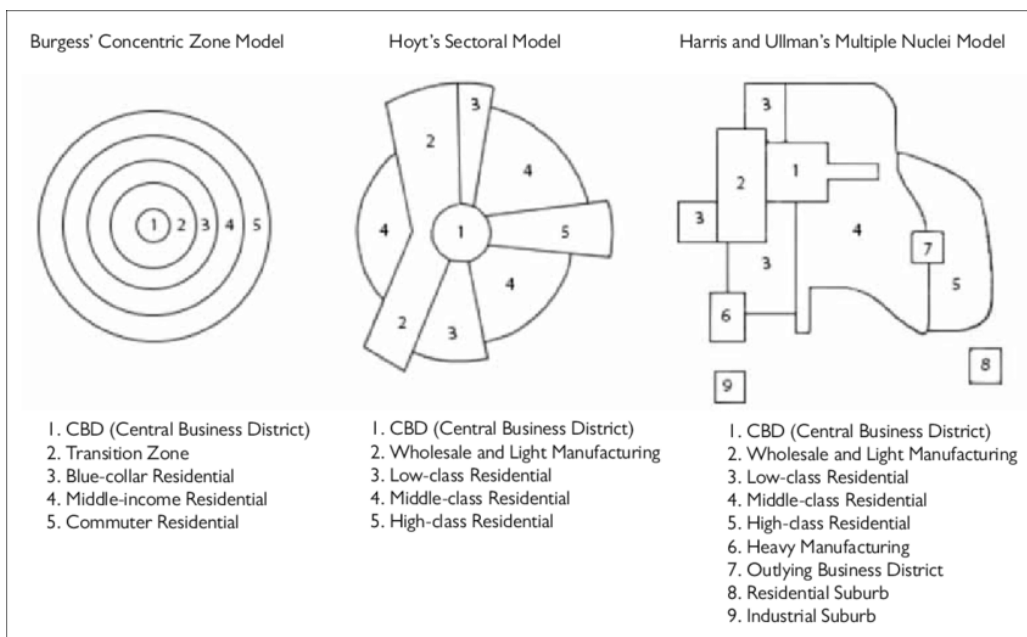 Burgess' Concentric Zone Model
1
2
3
4
5
1. CBD (Central Business District)
2. Transition Zone
3. Blue-collar Residential
4. Middle-income Residential
5. Commuter Residential
Hoyt's Sectoral Model
3
2
4
4
1
5
4
2
3
1. CBD (Central Business District)
2. Wholesale and Light Manufacturing
3. Low-class Residential
4. Middle-class Residential
5. High-class Residential
Harris and Ullman's Multiple Nuclei Model
3
1
2
3
4
7
3
5
6
8
9
1. CBD (Central Business District)
2. Wholesale and Light Manufacturing
3. Low-class Residential
4. Middle-class Residential
5. High-class Residential
6. Heavy Manufacturing
7. Outlying Business District
8. Residential Suburb
9. Industrial Suburb